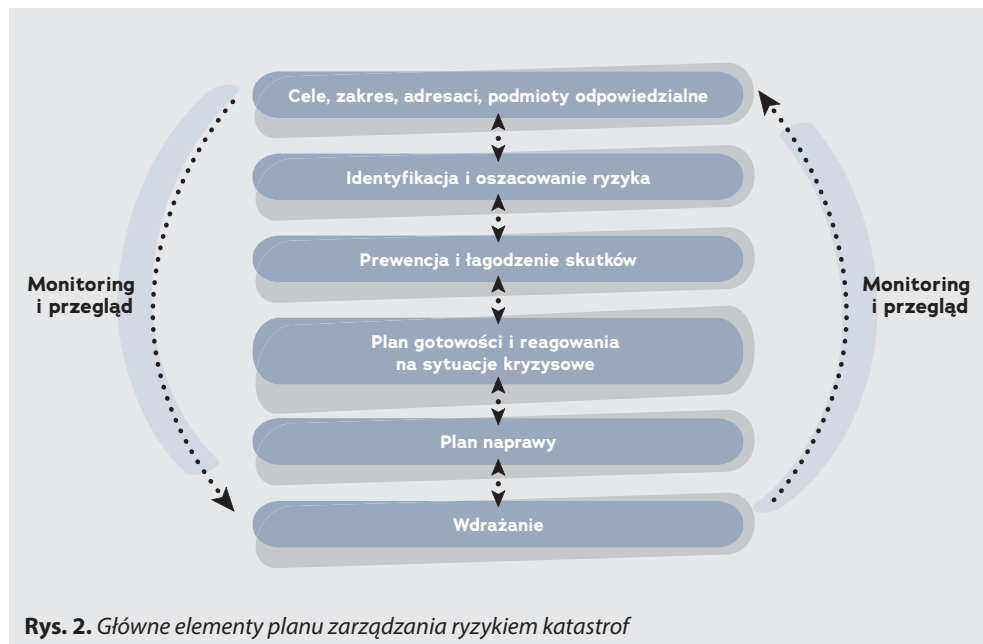 Cele, zakres, adresaci, podmioty odpowiedzialne
Identyfikacja i oszacowanie ryzyka
Prewencja i łagodzenie skutków
Monitoring
i przegląd
Monitoring
i przegląd
Plan gotowości i reagowania
na sytuacje kryzysowe
Plan naprawy
Wdrażanie
Rys. 2. Główne elementy planu zarządzania ryzykiem katastrof